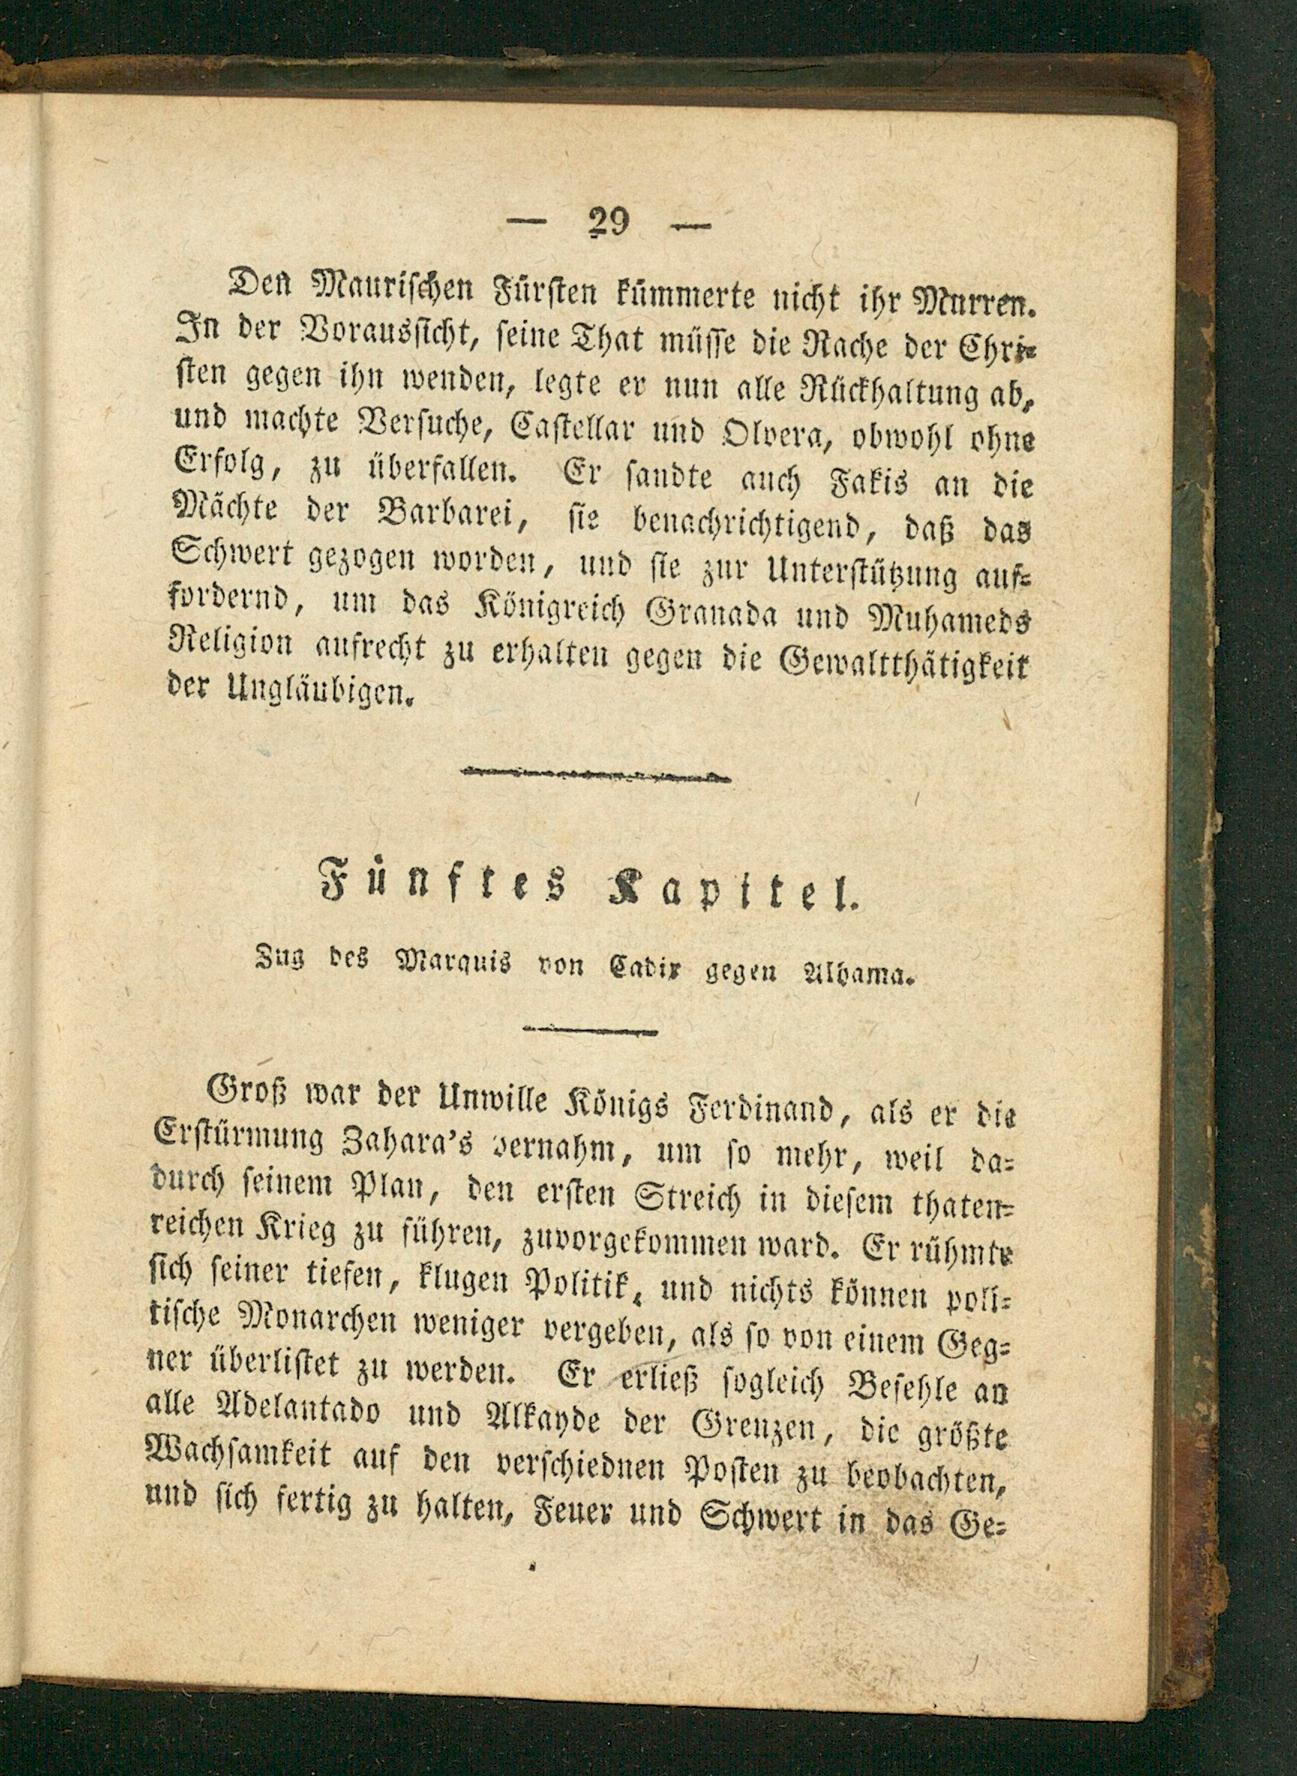 — 29 —
Den Maurischen Fürsten kümmerte nicht ihr Murren.
In der Voraussicht, seine That müsse die Rache der Chri-
sten gegen ihn wenden, legte er nun alle Rückhaltung ab,
und machte Versuche, Castellar und Olvera, obwohl ohne
Erfolg, zu überfallen. Er sandte auch Fakis an die
Mächte der Barbarei, sie benachrichtigend, daß das
Schwert gezogen worden, und sie zur Unterstützung auf-
fordernd, um das Königreich Granada und Muhameds
Religion aufrecht zu erhalten gegen die Gewaltthätigkeit
der Ungläubigen.
Fünftes Kapitel.
Zug des Marquis von Cadix gegen Alhama.
Groß war der Unwille Königs Ferdinand, als er die
Erstürmung Zahara's vernahm, um so mehr, weil da-
durch seinem Plan, den ersten Streich in diesem thaten-
reichen Krieg zu führen, zuvorgekommen ward. Er rühmte
sich seiner tiefen, klugen Politik, und nichts können poli-
tische Monarchen weniger vergeben, als so von einem Geg-
ner überlistet zu werden. Er erließ sogleich Befehle an
alle Adelantado und Alkayde der Grenzen, die größte
Wachsamkeit auf den verschiednen Posten zu beobachten,
und sich fertig zu halten, Feuer und Schwert in das Ge-